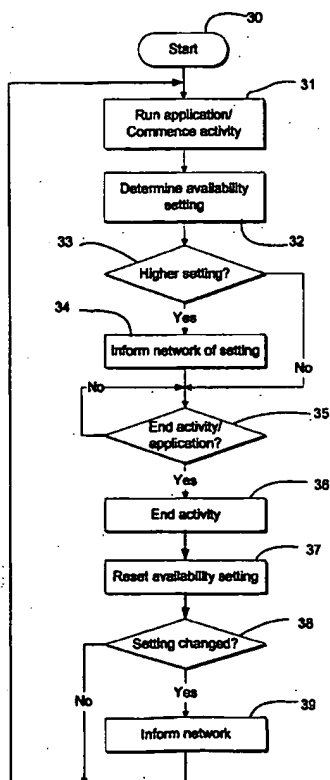 30
Start
31
Run application/
Commence activity
Determine availability
setting
32
33
Higher setting?
34
Yes
No
Inform network of setting
No
35
End activity/
application?
Yes
36
End activity
37
Reset availability setting
38
Setting changed?
No
Yes
39
Inform network